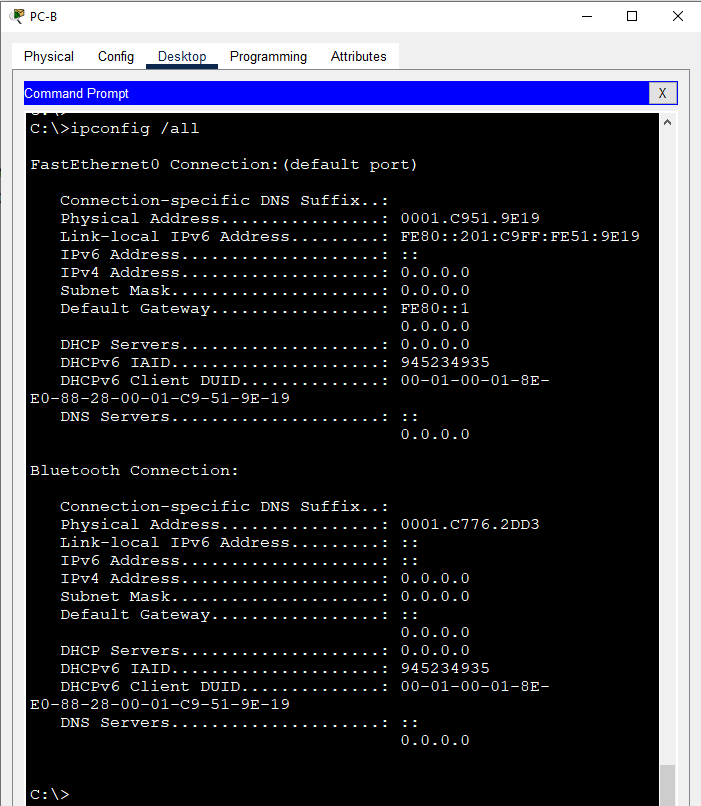 PC-B
Physical Config Desktop Programming Attributes
Command Prompt X
C:\>
C:\>ipconfig /all
FastEthernet0 Connection:(default port)
Connection-specific DNS Suffix..:
Physical Address................: 0001.C951.9E19
Link-local IPv6 Address.........: FE80::201:C9FF:FE51:9E19
IPv6 Address....................: ::
IPv4 Address....................: 0.0.0.0
Subnet Mask.....................: 0.0.0.0
Default Gateway.................: FE80::1
0.0.0.0
DHCP Servers....................: 0.0.0.0
DHCPv6 IAID.....................: 945234935
DHCPv6 Client DUID..............: 00-01-00-01-8E-
E0-88-28-00-01-C9-51-9E-19
DNS Servers.....................: ::
0.0.0.0
Bluetooth Connection:
Connection-specific DNS Suffix..:
Physical Address................: 0001.C776.2DD3
Link-local IPv6 Address.........: ::
IPv6 Address....................: ::
IPv4 Address....................: 0.0.0.0
Subnet Mask.....................: 0.0.0.0
Default Gateway.................: ::
0.0.0.0
DHCP Servers....................: 0.0.0.0
DHCPv6 IAID.....................: 945234935
DHCPv6 Client DUID..............: 00-01-00-01-8E-
E0-88-28-00-01-C9-51-9E-19
DNS Servers.....................: ::
0.0.0.0
C:\>